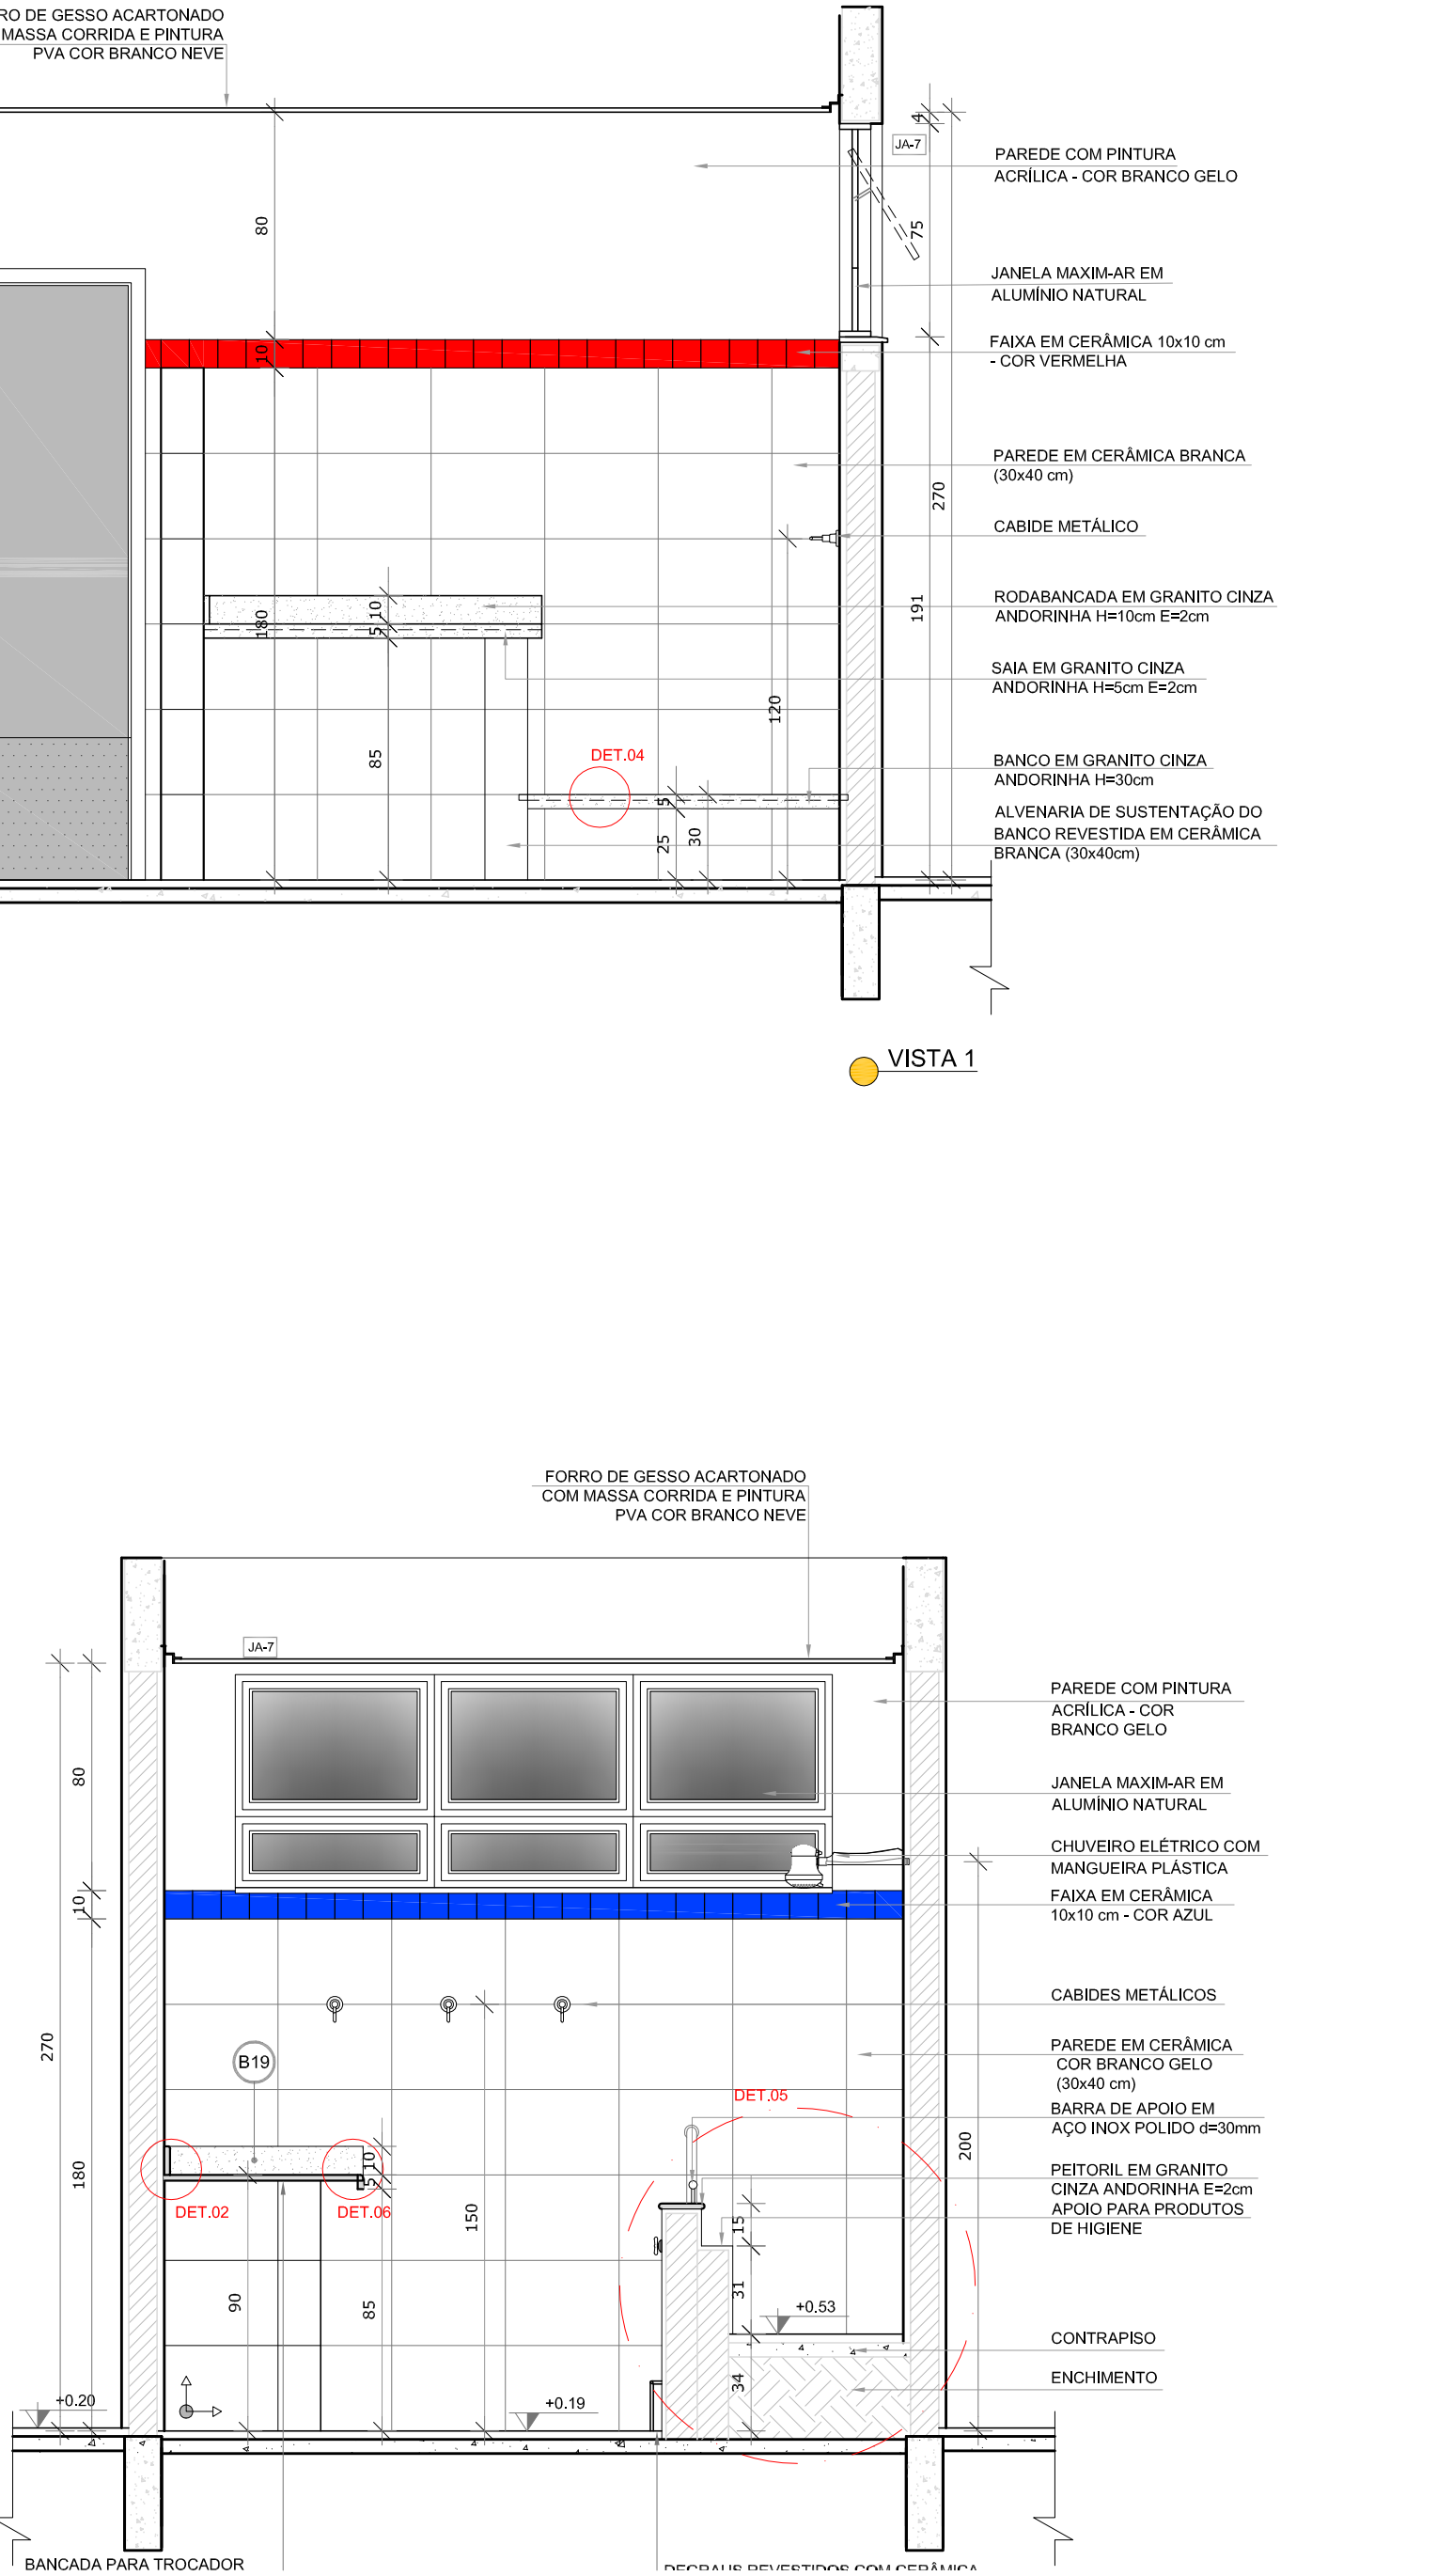 RO DE GESSO ACARTONADO
MASSA CORRIDA E PINTURA
PVA COR BRANCO NEVE
4
JA-7
PAREDE COM PINTURA
ACRÍLICA - COR BRANCO GELO
80
75
JANELA MAXIM-AR EM
ALUMÍNIO NATURAL
FAIXA EM CERÂMICA 10x10 cm
- COR VERMELHA
10
PAREDE EM CERÂMICA BRANCA
(30x40 cm)
270
CABIDE METÁLICO
RODABANCADA EM GRANITO CINZA
ANDORINHA H=10cm E=2cm
191
180
10
5
SAIA EM GRANITO CINZA
ANDORINHA H=5cm E=2cm
120
85
DET.04
BANCO EM GRANITO CINZA
ANDORINHA H=30cm
5
25
30
ALVENARIA DE SUSTENTAÇÃO DO
BANCO REVESTIDA EM CERÂMICA
BRANCA (30x40cm)
VISTA 1
FORRO DE GESSO ACARTONADO
COM MASSA CORRIDA E PINTURA
PVA COR BRANCO NEVE
JA-7
PAREDE COM PINTURA
ACRÍLICA - COR
BRANCO GELO
80
JANELA MAXIM-AR EM
ALUMÍNIO NATURAL
CHUVEIRO ELÉTRICO COM
MANGUEIRA PLÁSTICA
10
FAIXA EM CERÂMICA
10x10 cm - COR AZUL
CABIDES METÁLICOS
270
B19
PAREDE EM CERÂMICA
COR BRANCO GELO
(30x40 cm)
DET.05
BARRA DE APOIO EM
AÇO INOX POLIDO d=30mm
200
180
10
5
PEITORIL EM GRANITO
CINZA ANDORINHA E=2cm
APOIO PARA PRODUTOS
DE HIGIENE
DET.02
DET.06
150
15
31
90
85
+0.53
CONTRAPISO
34
ENCHIMENTO
+0.20
+0.19
BANCADA PARA TROCADOR
DEGRAUS REVESTIDOS COM CERÂMICA